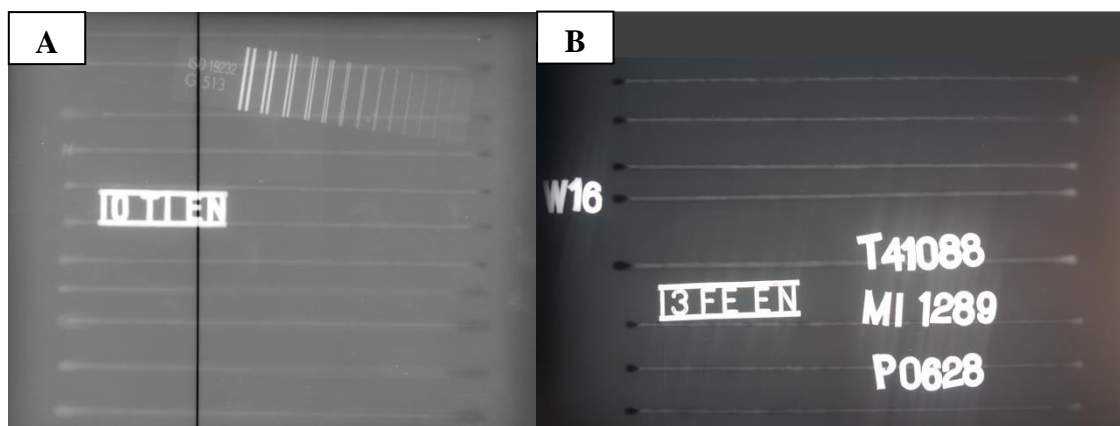 A
ISO 19232
G 513
10 TI EN
B
W16
T41088
13 FE EN
MI 1289
P0628